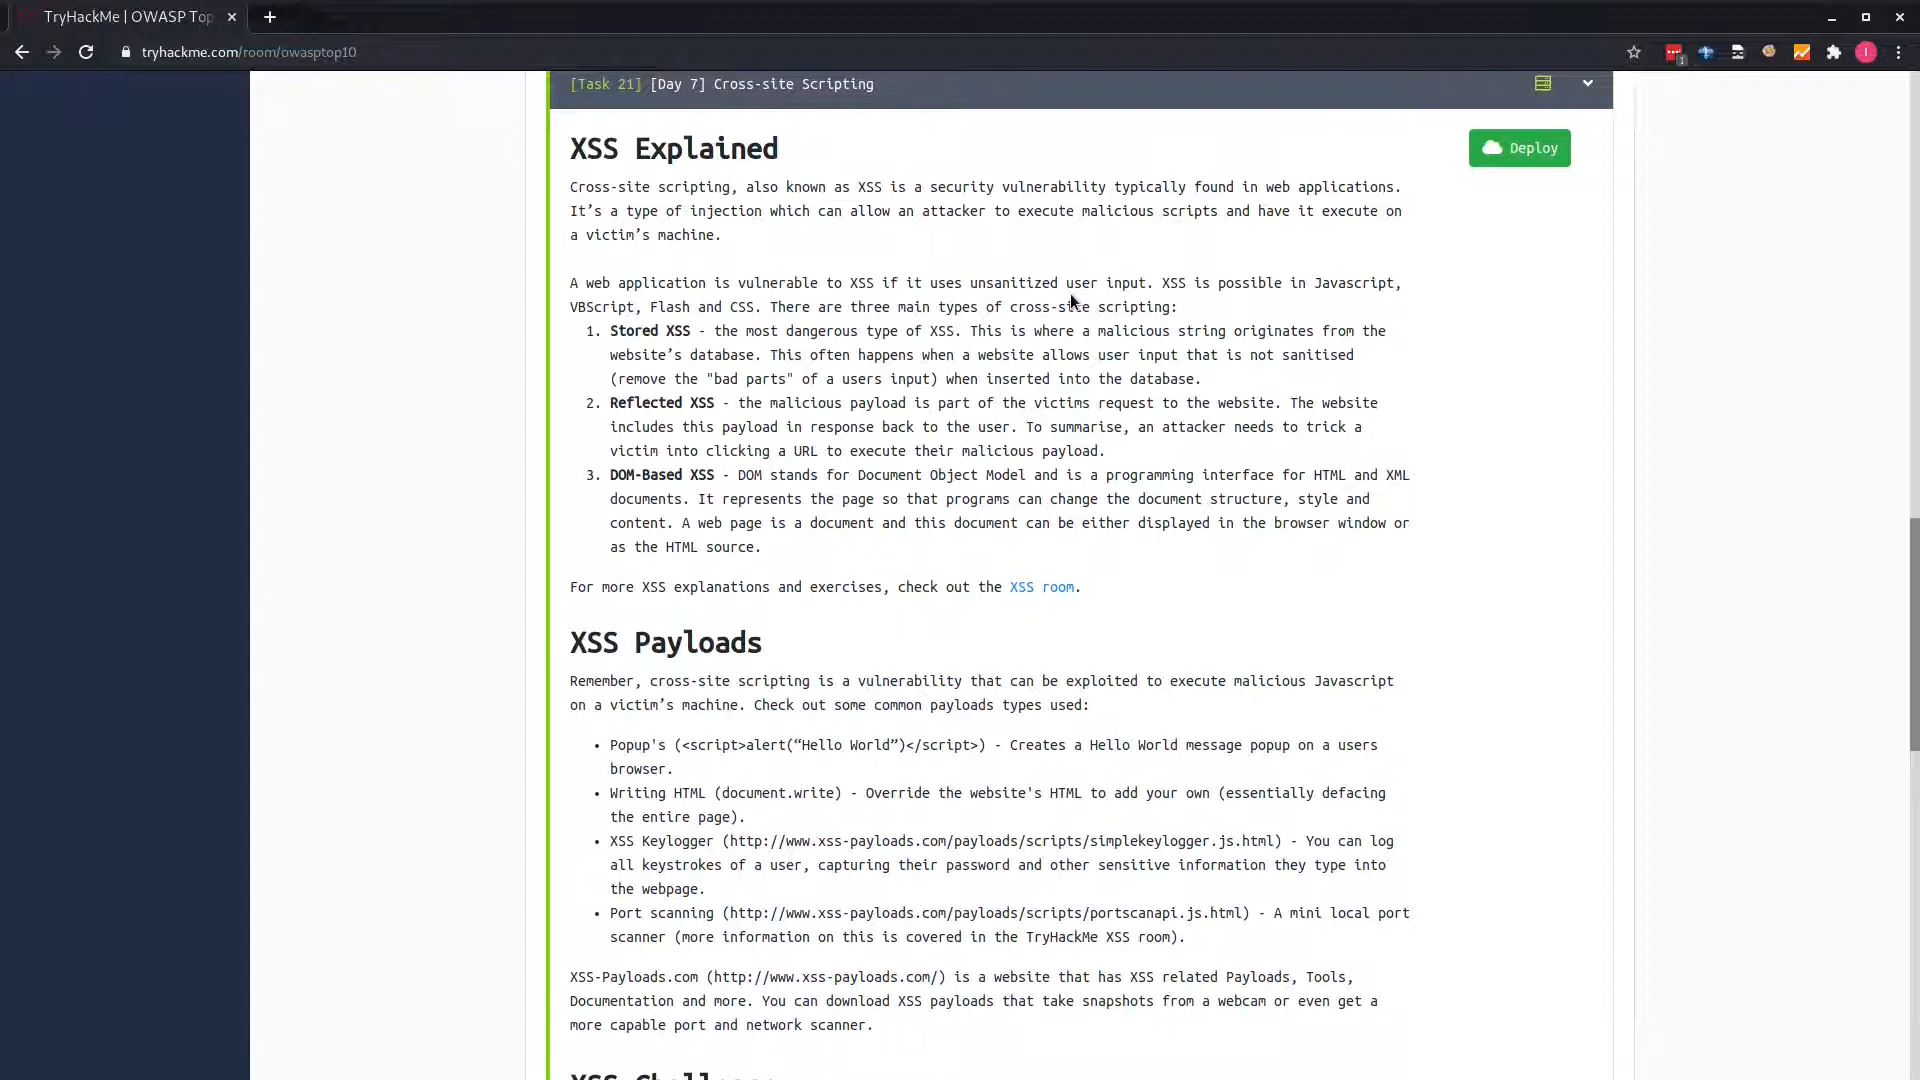 TryHackMe | OWASP Top
tryhackme.com/room/owasptop10
1
I
[Task 21] [Day 7] Cross-site Scripting
XSS Explained
Deploy
Cross-site scripting, also known as XSS is a security vulnerability typically found in web applications.
It’s a type of injection which can allow an attacker to execute malicious scripts and have it execute on
a victim’s machine.
A web application is vulnerable to XSS if it uses unsanitized user input. XSS is possible in Javascript,
VBScript, Flash and CSS. There are three main types of cross-site scripting:
1. Stored XSS - the most dangerous type of XSS. This is where a malicious string originates from the
website’s database. This often happens when a website allows user input that is not sanitised
(remove the "bad parts" of a users input) when inserted into the database.
2. Reflected XSS - the malicious payload is part of the victims request to the website. The website
includes this payload in response back to the user. To summarise, an attacker needs to trick a
victim into clicking a URL to execute their malicious payload.
3. DOM-Based XSS - DOM stands for Document Object Model and is a programming interface for HTML and XML
documents. It represents the page so that programs can change the document structure, style and
content. A web page is a document and this document can be either displayed in the browser window or
as the HTML source.
For more XSS explanations and exercises, check out the XSS room.
XSS Payloads
Remember, cross-site scripting is a vulnerability that can be exploited to execute malicious Javascript
on a victim’s machine. Check out some common payloads types used:
• Popup's (<script>alert(“Hello World”)</script>) - Creates a Hello World message popup on a users
browser.
• Writing HTML (document.write) - Override the website's HTML to add your own (essentially defacing
the entire page).
• XSS Keylogger (http://www.xss-payloads.com/payloads/scripts/simplekeylogger.js.html) - You can log
all keystrokes of a user, capturing their password and other sensitive information they type into
the webpage.
• Port scanning (http://www.xss-payloads.com/payloads/scripts/portscanapi.js.html) - A mini local port
scanner (more information on this is covered in the TryHackMe XSS room).
XSS-Payloads.com (http://www.xss-payloads.com/) is a website that has XSS related Payloads, Tools,
Documentation and more. You can download XSS payloads that take snapshots from a webcam or even get a
more capable port and network scanner.
XSS Challenge